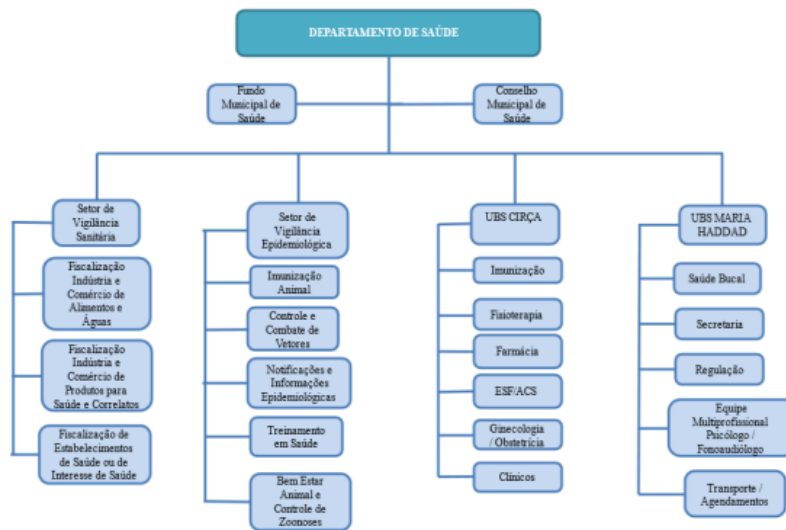 DEPARTAMENTO DE SAÚDE
Fundo
Municipal de
Saúde
Conselho
Municipal de
Saúde
Setor de
Vigilância
Sanitária
Fiscalização
Indústria e
Comércio de
Alimentos e
Águas
Fiscalização
Indústria e
Comércio de
Produtos para
Saúde e Correlatos
Fiscalização de
Estabelecimentos
de Saúde ou de
Interesse de Saúde
Setor de
Vigilância
Epidemiológica
Imunização
Animal
Controle e
Combate de
Vetores
Notificações e
Informações
Epidemiológicas
Treinamento
em Saúde
Bem Estar
Animal e
Controle de
Zoonoses
UBS CIRÇA
Imunização
Fisioterapia
Farmácia
ESF/ACS
Ginecologia
/ Obstetrícia
Clínicos
UBS MARIA
HADDAD
Saúde Bucal
Secretaria
Regulação
Equipe
Multiprofissional
Psicólogo /
Fonoaudiólogo
Transporte /
Agendamentos